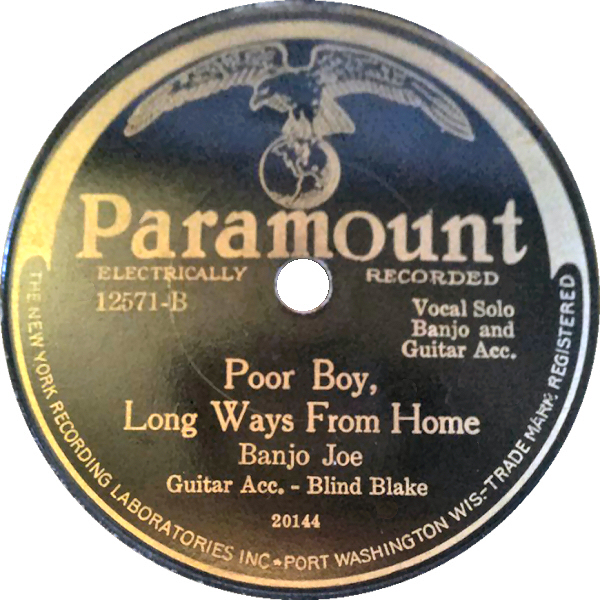 Paramount
ELECTRICALLY RECORDED
12571-B
Vocal Solo
Banjo and
Guitar Acc.
Poor Boy,
Long Ways From Home
Banjo Joe
Guitar Acc. - Blind Blake
20144
THE NEW YORK RECORDING LABORATORIES INC★PORT WASHINGTON WIS.-TRADE MARK REGISTERED